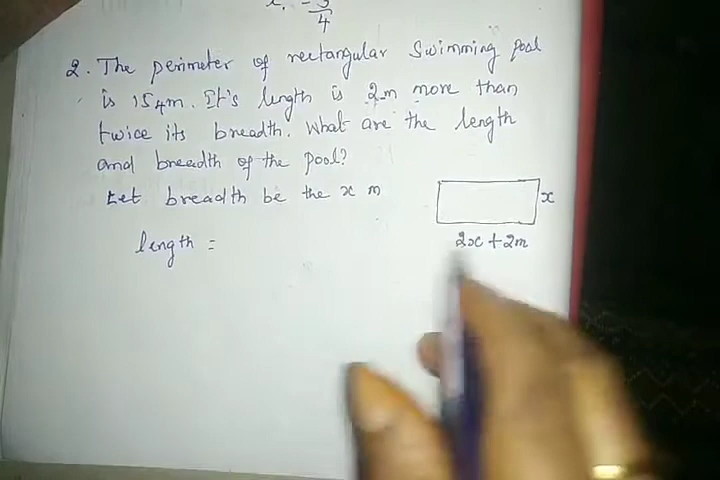 2. The perimeter of rectangular swimming pool
is 154m. It's length is 2m more than
twice its breadth. What are the length
and breadth of the pool?
Let breadth be the x m
x
length =
2x + 2m